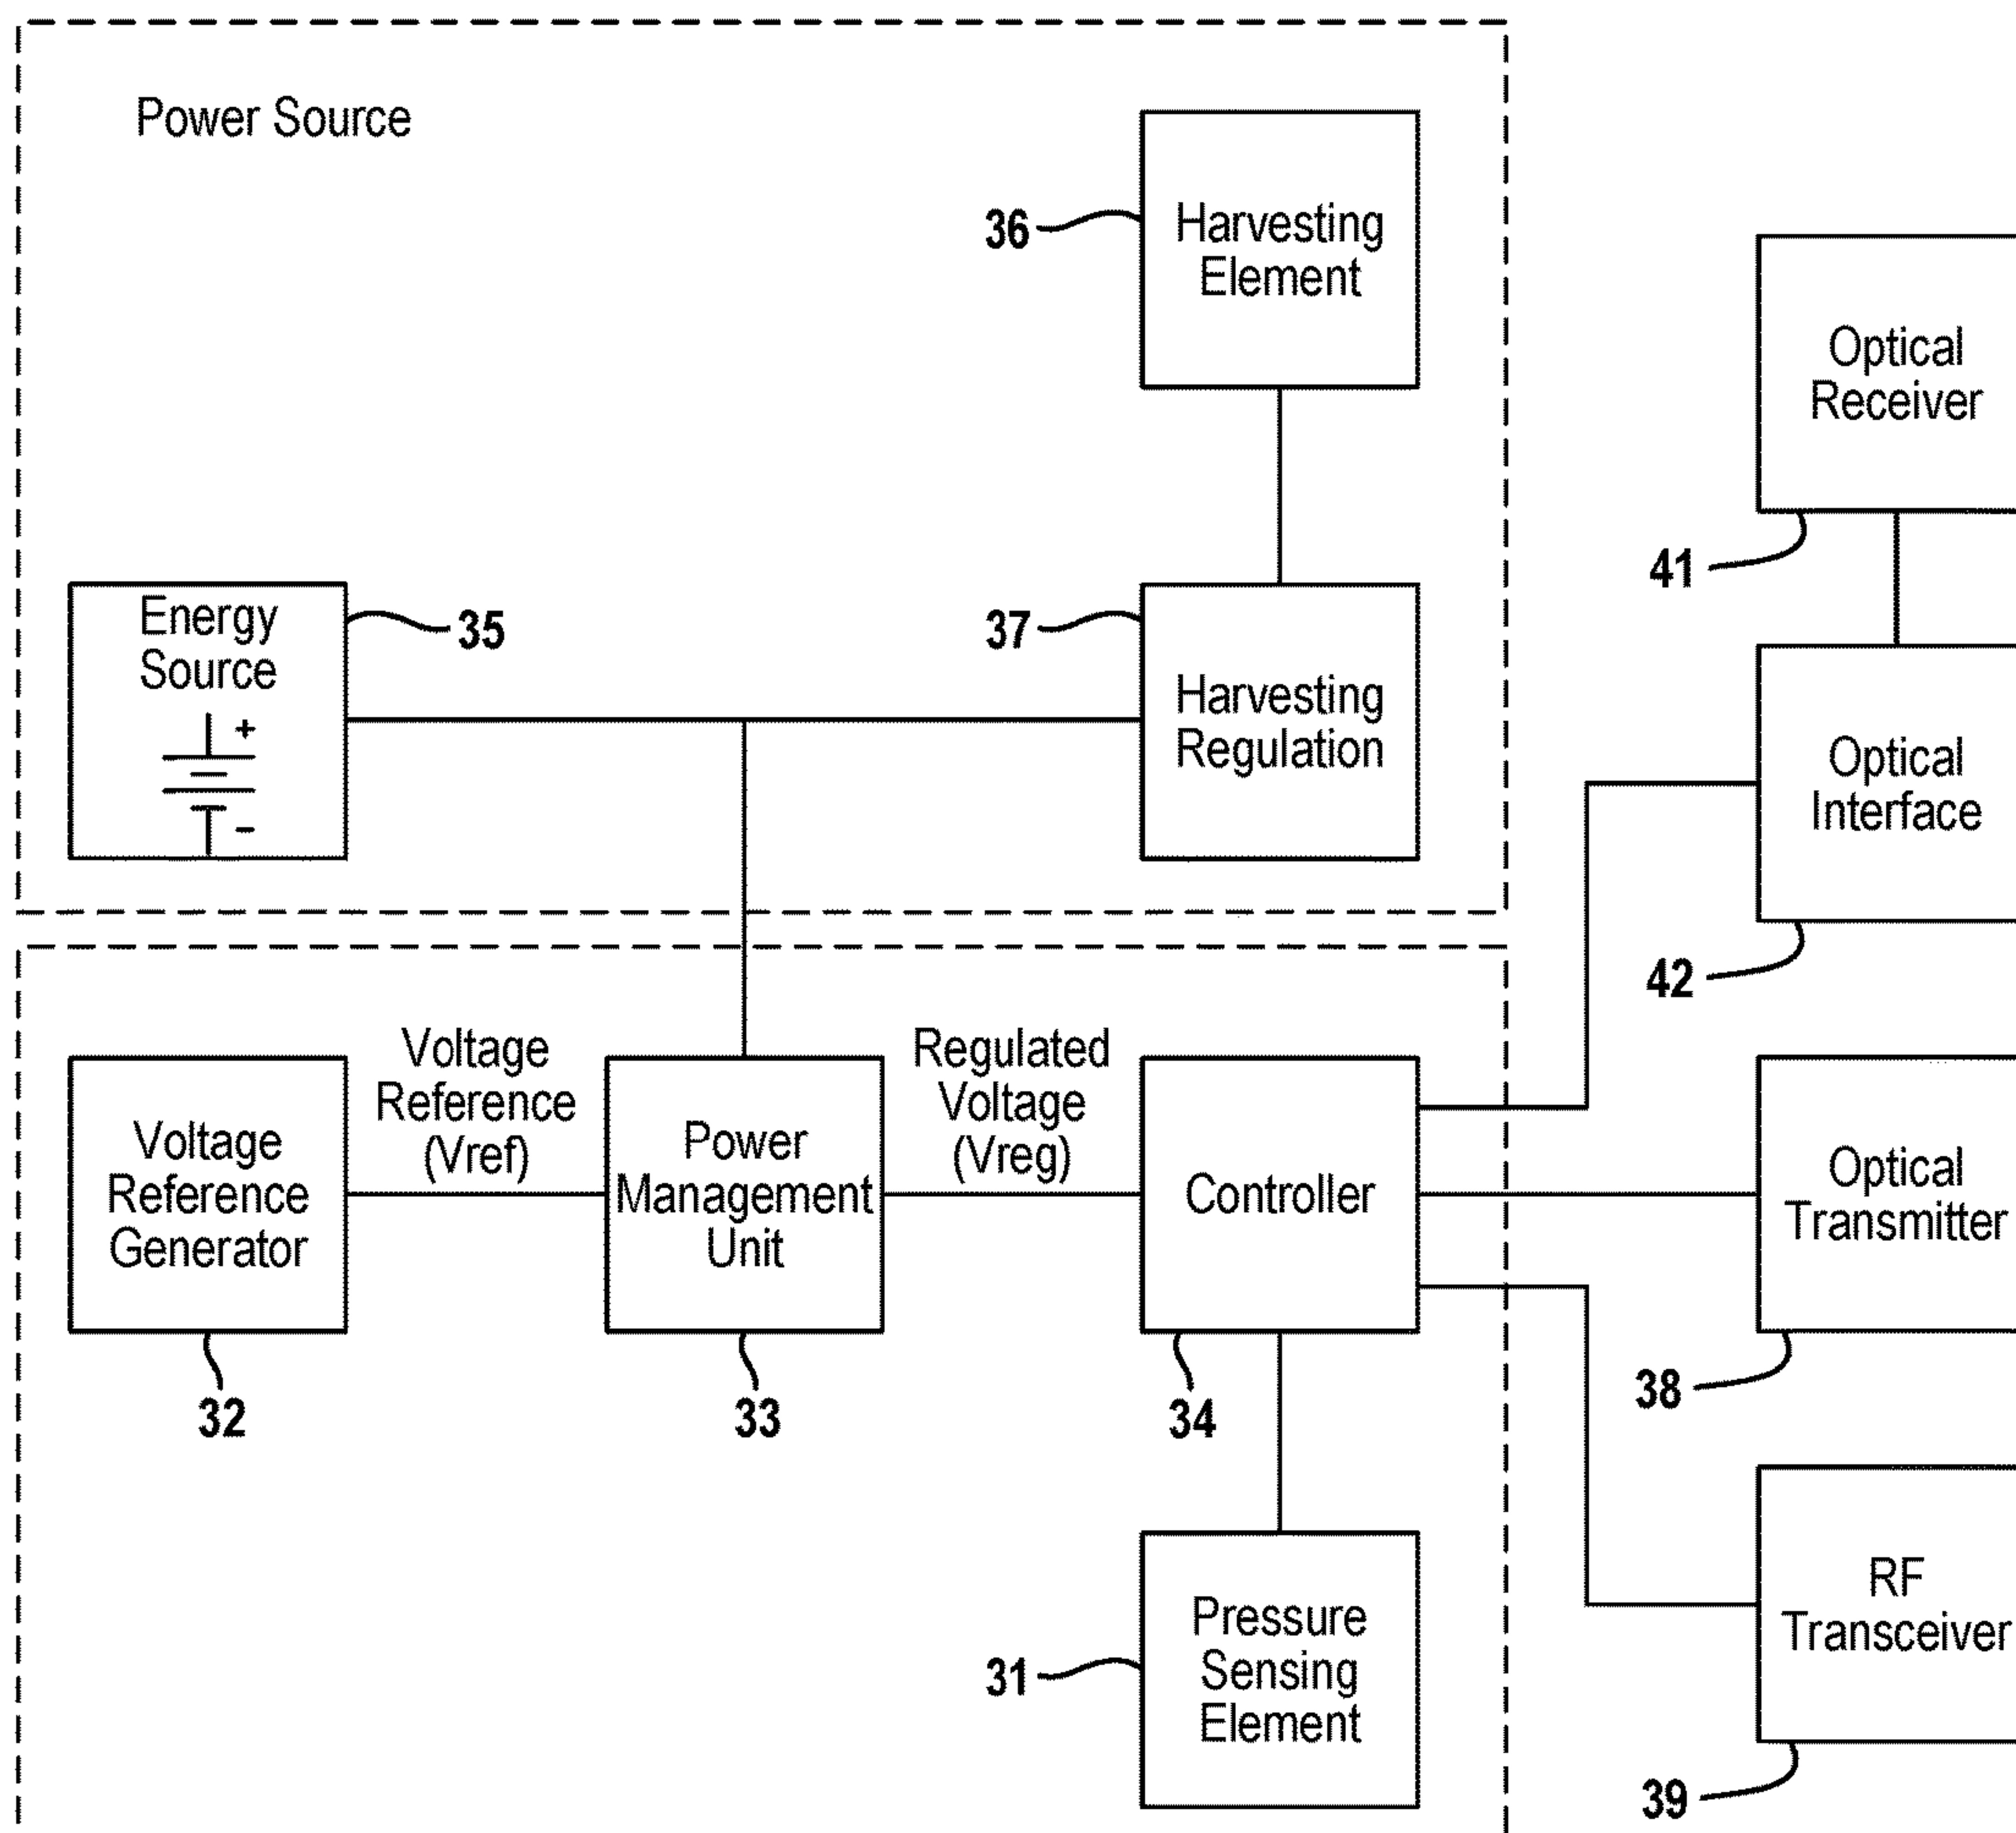 Power Source
36
Harvesting
Element
Optical
Receiver
41
Energy
Source
+
-
35
37
Harvesting
Regulation
Optical
Interface
42
Voltage
Reference
Generator
32
Voltage
Reference
(Vref)
Power
Management
Unit
33
Regulated
Voltage
(Vreg)
Controller
34
Optical
Transmitter
38
31
Pressure
Sensing
Element
RF
Transceiver
39